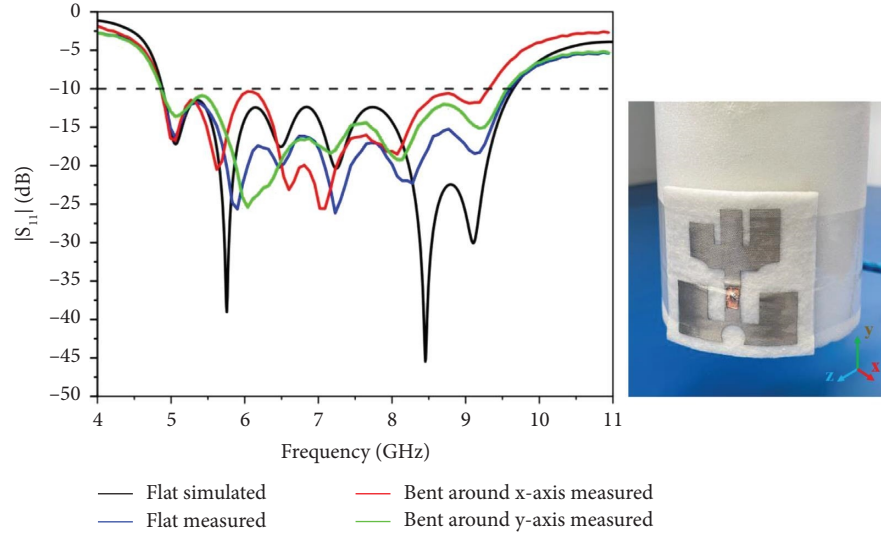 0
−5
−10
−15
−20
−25
−30
−35
−40
−45
−50
|S11| (dB)
4 5 6 7 8 9 10 11
Frequency (GHz)
Flat simulated
Flat measured
Bent around x-axis measured
Bent around y-axis measured
y
z x